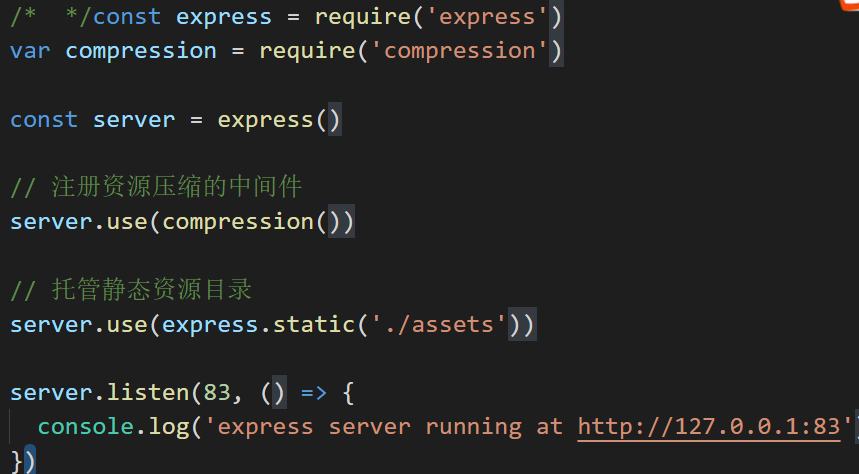 /*  */const express = require('express')
var compression = require('compression')
const server = express()
// 注册资源压缩的中间件
server.use(compression())
// 托管静态资源目录
server.use(express.static('./assets'))
server.listen(83, () => {
console.log('express server running at http://127.0.0.1:83')
})